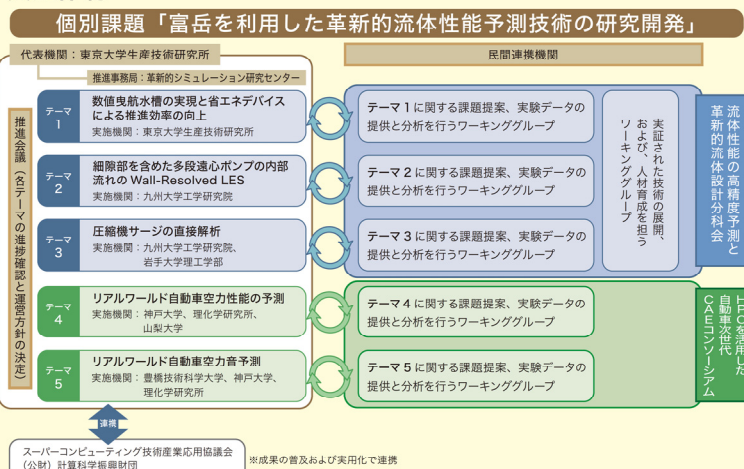 個別課題「富岳を利用した革新的流体性能予測技術の研究開発」
代表機関：東京大学生産技術研究所
推進事務局：革新的シミュレーション研究センター
推進会議（各テーマの進捗確認と運営方針の決定）
テーマ
1
数値曳航水槽の実現と省エネデバイス
による推進効率の向上
実施機関：東京大学生産技術研究所
テーマ
2
細隙部を含めた多段遠心ポンプの内部
流れのWall-Resolved LES
実施機関：九州大学工学研究院
テーマ
3
圧縮機サージの直接解析
実施機関：九州大学工学研究院、
岩手大学理工学部
テーマ
4
リアルワールド自動車空力性能の予測
実施機関：神戸大学、理化学研究所、
山梨大学
テーマ
5
リアルワールド自動車空力音予測
実施機関：豊橋技術科学大学、神戸大学、
理化学研究所
民間連携機関
テーマ1に関する課題提案、実験データの
提供と分析を行うワーキンググループ
テーマ2に関する課題提案、実験データの
提供と分析を行うワーキンググループ
テーマ3に関する課題提案、実験データの
提供と分析を行うワーキンググループ
テーマ4に関する課題提案、実験データの
提供と分析を行うワーキンググループ
テーマ5に関する課題提案、実験データの
提供と分析を行うワーキンググループ
実証された技術の展開、
および、人材育成を担う
ワーキンググループ
流体性能の高精度予測と
革新的流体設計分科会
HPCを活用した
自動車次世代
CAEコンソーシアム
連携
スーパーコンピューティング技術産業応用協議会
（公財）計算科学振興財団
※成果の普及および実用化で連携